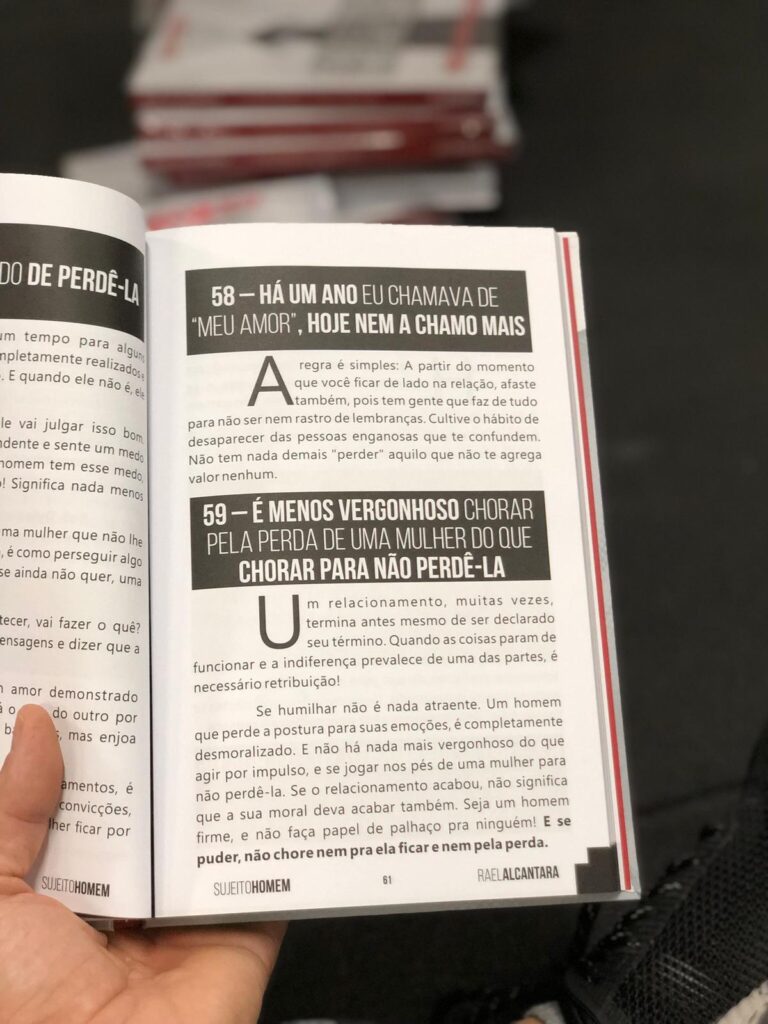 DO DE PERDÊ-LA
um tempo para alguns
mpletamente realizados e
. E quando ele não é, ele
le vai julgar isso bom.
ndente e sente um medo
homem tem esse medo,
! Significa nada menos
ma mulher que não lhe
, é como perseguir algo
se ainda não quer, uma
tecer, vai fazer o quê?
ensagens e dizer que a
amor demonstrado
do outro por
, mas enjoa
amentos, é
convicções,
lher ficar por
SUJEITOHOMEM
58 – HÁ UM ANO EU CHAMAVA DE
“MEU AMOR”, HOJE NEM A CHAMO MAIS
A regra é simples: A partir do momento
que você ficar de lado na relação, afaste
também, pois tem gente que faz de tudo
para não ser nem rastro de lembranças. Cultive o hábito de
desaparecer das pessoas enganosas que te confundem.
Não tem nada demais "perder" aquilo que não te agrega
valor nenhum.
59 – É MENOS VERGONHOSO CHORAR
PELA PERDA DE UMA MULHER DO QUE
CHORAR PARA NÃO PERDÊ-LA
Um relacionamento, muitas vezes,
termina antes mesmo de ser declarado
seu término. Quando as coisas param de
funcionar e a indiferença prevalece de uma das partes, é
necessário retribuição!
Se humilhar não é nada atraente. Um homem
que perde a postura para suas emoções, é completamente
desmoralizado. E não há nada mais vergonhoso do que
agir por impulso, e se jogar nos pés de uma mulher para
não perdê-la. Se o relacionamento acabou, não significa
que a sua moral deva acabar também. Seja um homem
firme, e não faça papel de palhaço pra ninguém! E se
puder, não chore nem pra ela ficar e nem pela perda.
SUJEITOHOMEM
61
RAELALCANTARA